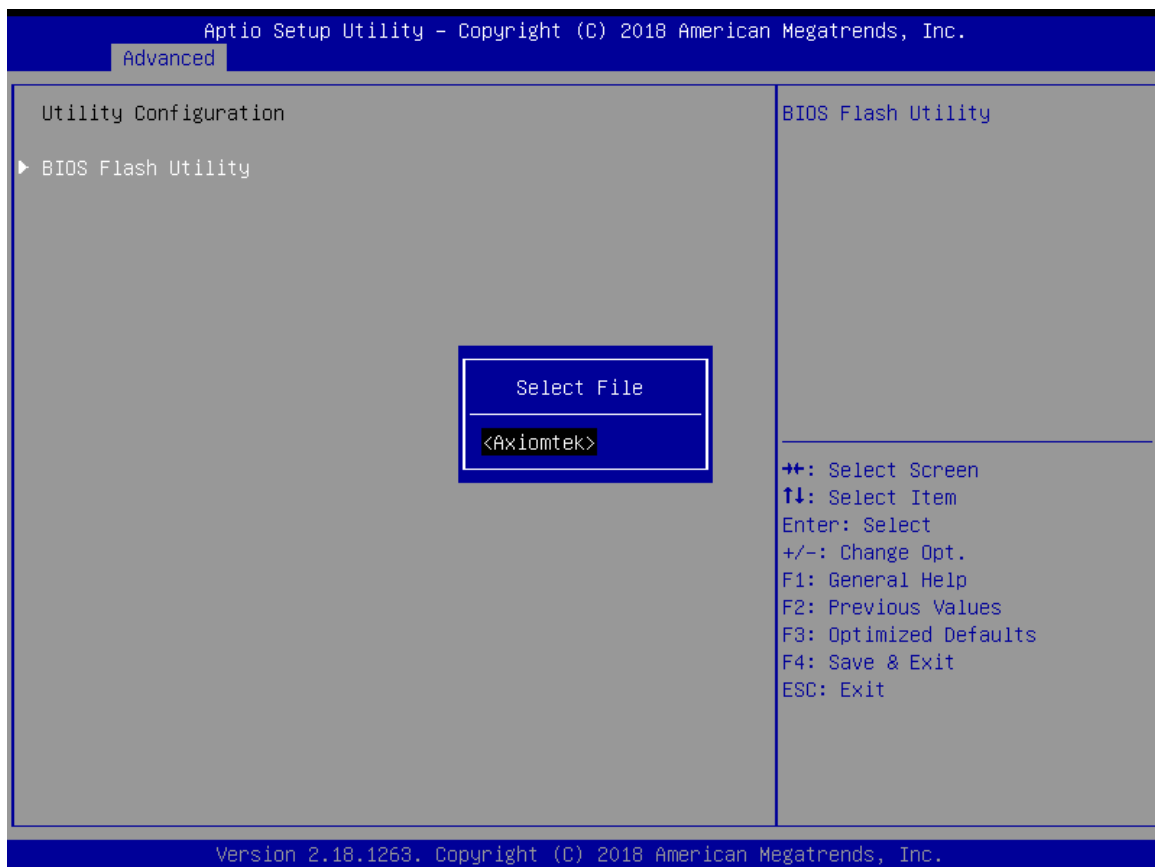 Aptio Setup Utility – Copyright (C) 2018 American Megatrends, Inc.
Advanced
Utility Configuration
▶ BIOS Flash Utility
Select File
<Axiomtek>
BIOS Flash Utility
→←: Select Screen
↑↓: Select Item
Enter: Select
+/-: Change Opt.
F1: General Help
F2: Previous Values
F3: Optimized Defaults
F4: Save & Exit
ESC: Exit
Version 2.18.1263. Copyright (C) 2018 American Megatrends, Inc.